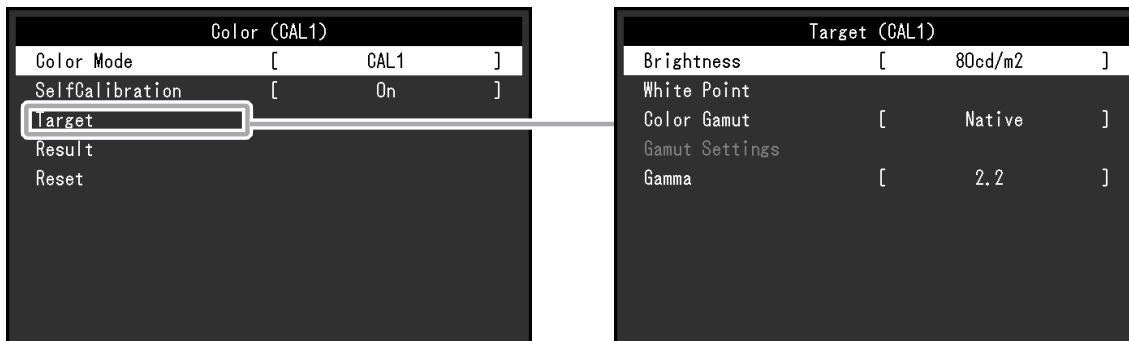 Color (CAL1)
Color Mode [ CAL1 ]
SelfCalibration [ On ]
Target
Result
Reset
Target (CAL1)
Brightness [ 80cd/m2 ]
White Point
Color Gamut [ Native ]
Gamut Settings
Gamma [ 2.2 ]